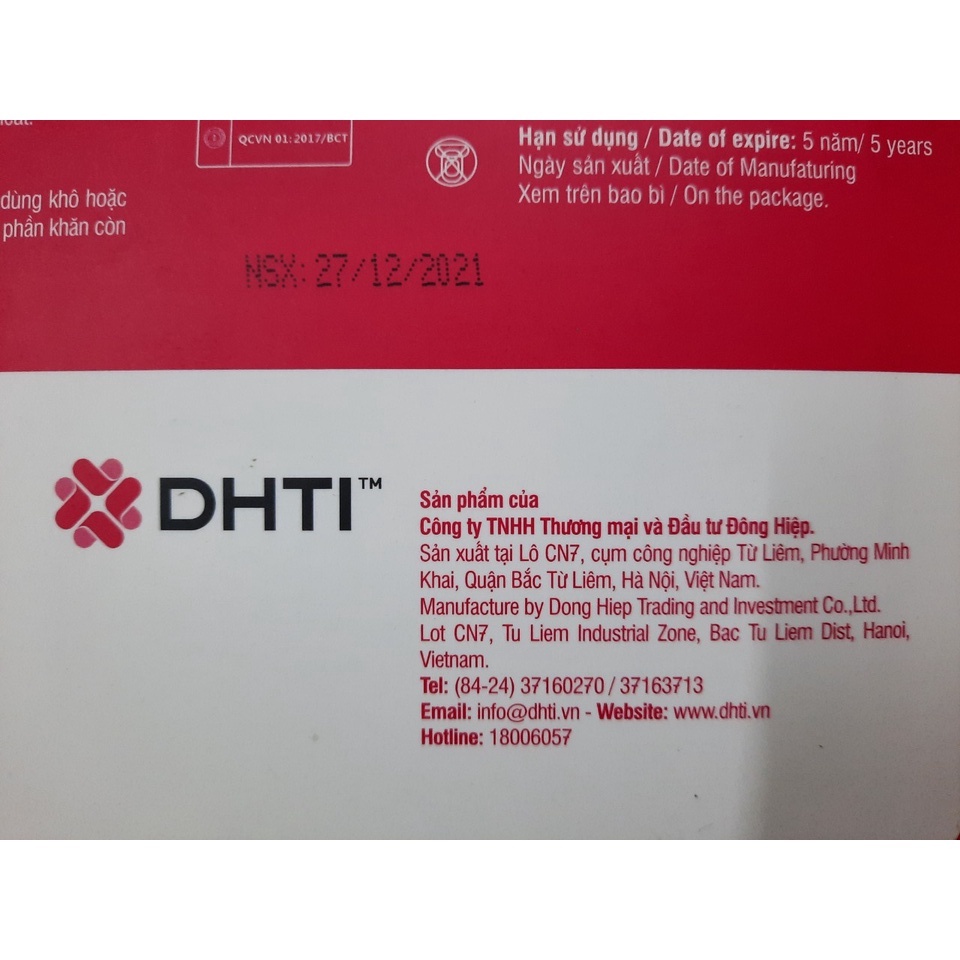 QCVN 01:2017/BCT
Hạn sử dụng / Date of expire: 5 năm/ 5 years
Ngày sản xuất / Date of Manufaturing
Xem trên bao bì / On the package.
dùng khô hoặc
phần khăn còn
NSX: 27/12/2021
DHTI™
Sản phẩm của
Công ty TNHH Thương mại và Đầu tư Đông Hiệp.
Sản xuất tại Lô CN7, cụm công nghiệp Từ Liêm, Phường Minh
Khai, Quận Bắc Từ Liêm, Hà Nội, Việt Nam.
Manufacture by Dong Hiep Trading and Investment Co.,Ltd.
Lot CN7, Tu Liem Industrial Zone, Bac Tu Liem Dist, Hanoi,
Vietnam.
Tel: (84-24) 37160270 / 37163713
Email: info@dhti.vn - Website: www.dhti.vn
Hotline: 18006057